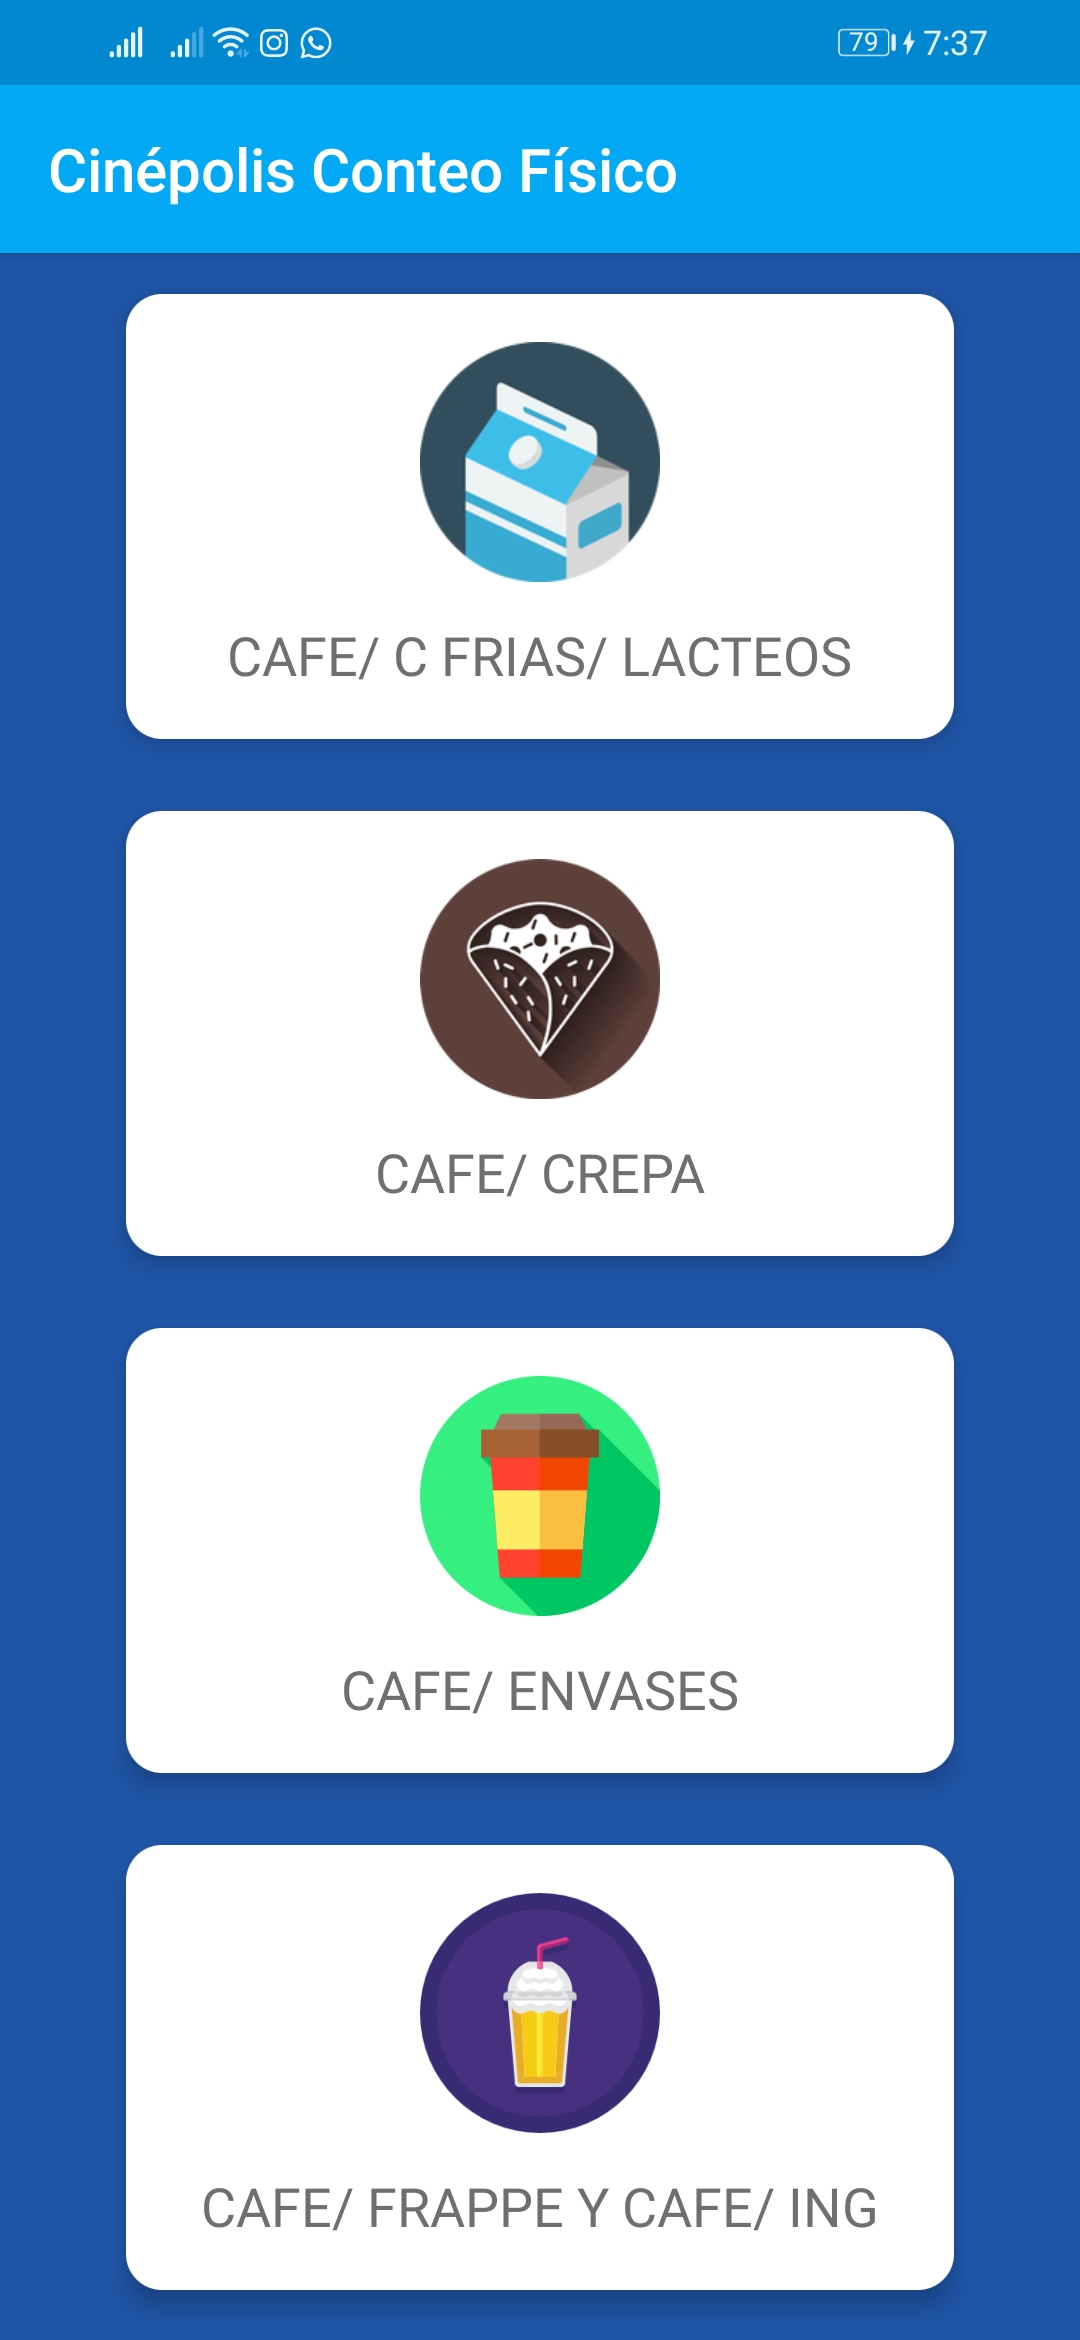 79 7:37
Cinépolis Conteo Físico
CAFE/ C FRIAS/ LACTEOS
CAFE/ CREPA
CAFE/ ENVASES
CAFE/ FRAPPE Y CAFE/ ING